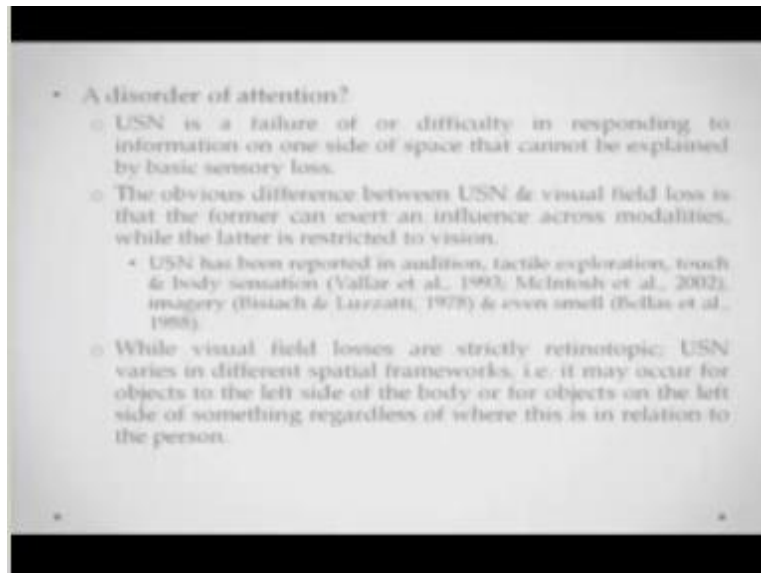 • A disorder of attention?
o USN is a failure of or difficulty in responding to
information on one side of space that cannot be explained
by basic sensory loss.
o The obvious difference between USN & visual field loss is
that the former can exert an influence across modalities,
while the latter is restricted to vision.
• USN has been reported in audition, tactile exploration, touch
& body sensation (Vallar et al., 1993; McIntosh et al., 2002),
imagery (Bisiach & Luzzatti, 1978) & even smell (Bellas et al.,
1988).
o While visual field losses are strictly retinotopic; USN
varies in different spatial frameworks, i.e. it may occur for
objects to the left side of the body or for objects on the left
side of something regardless of where this is in relation to
the person.